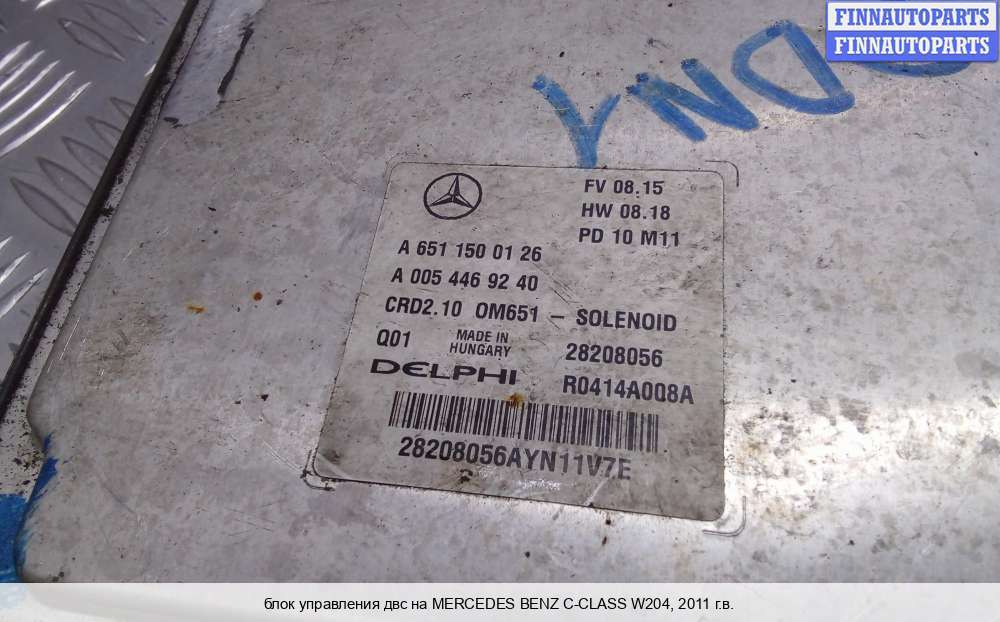 FINNAUTOPARTS
FINNAUTOPARTS
FV 08.15
HW 08.18
PD 10 M11
A 651 150 01 26
A 005 446 92 40
CRD2.10 OM651 – SOLENOID
Q01 MADE IN HUNGARY 28208056
DELPHI R0414A008A
28208056AYN11V7E
блок управления двс на MERCEDES BENZ C-CLASS W204, 2011 г.в.